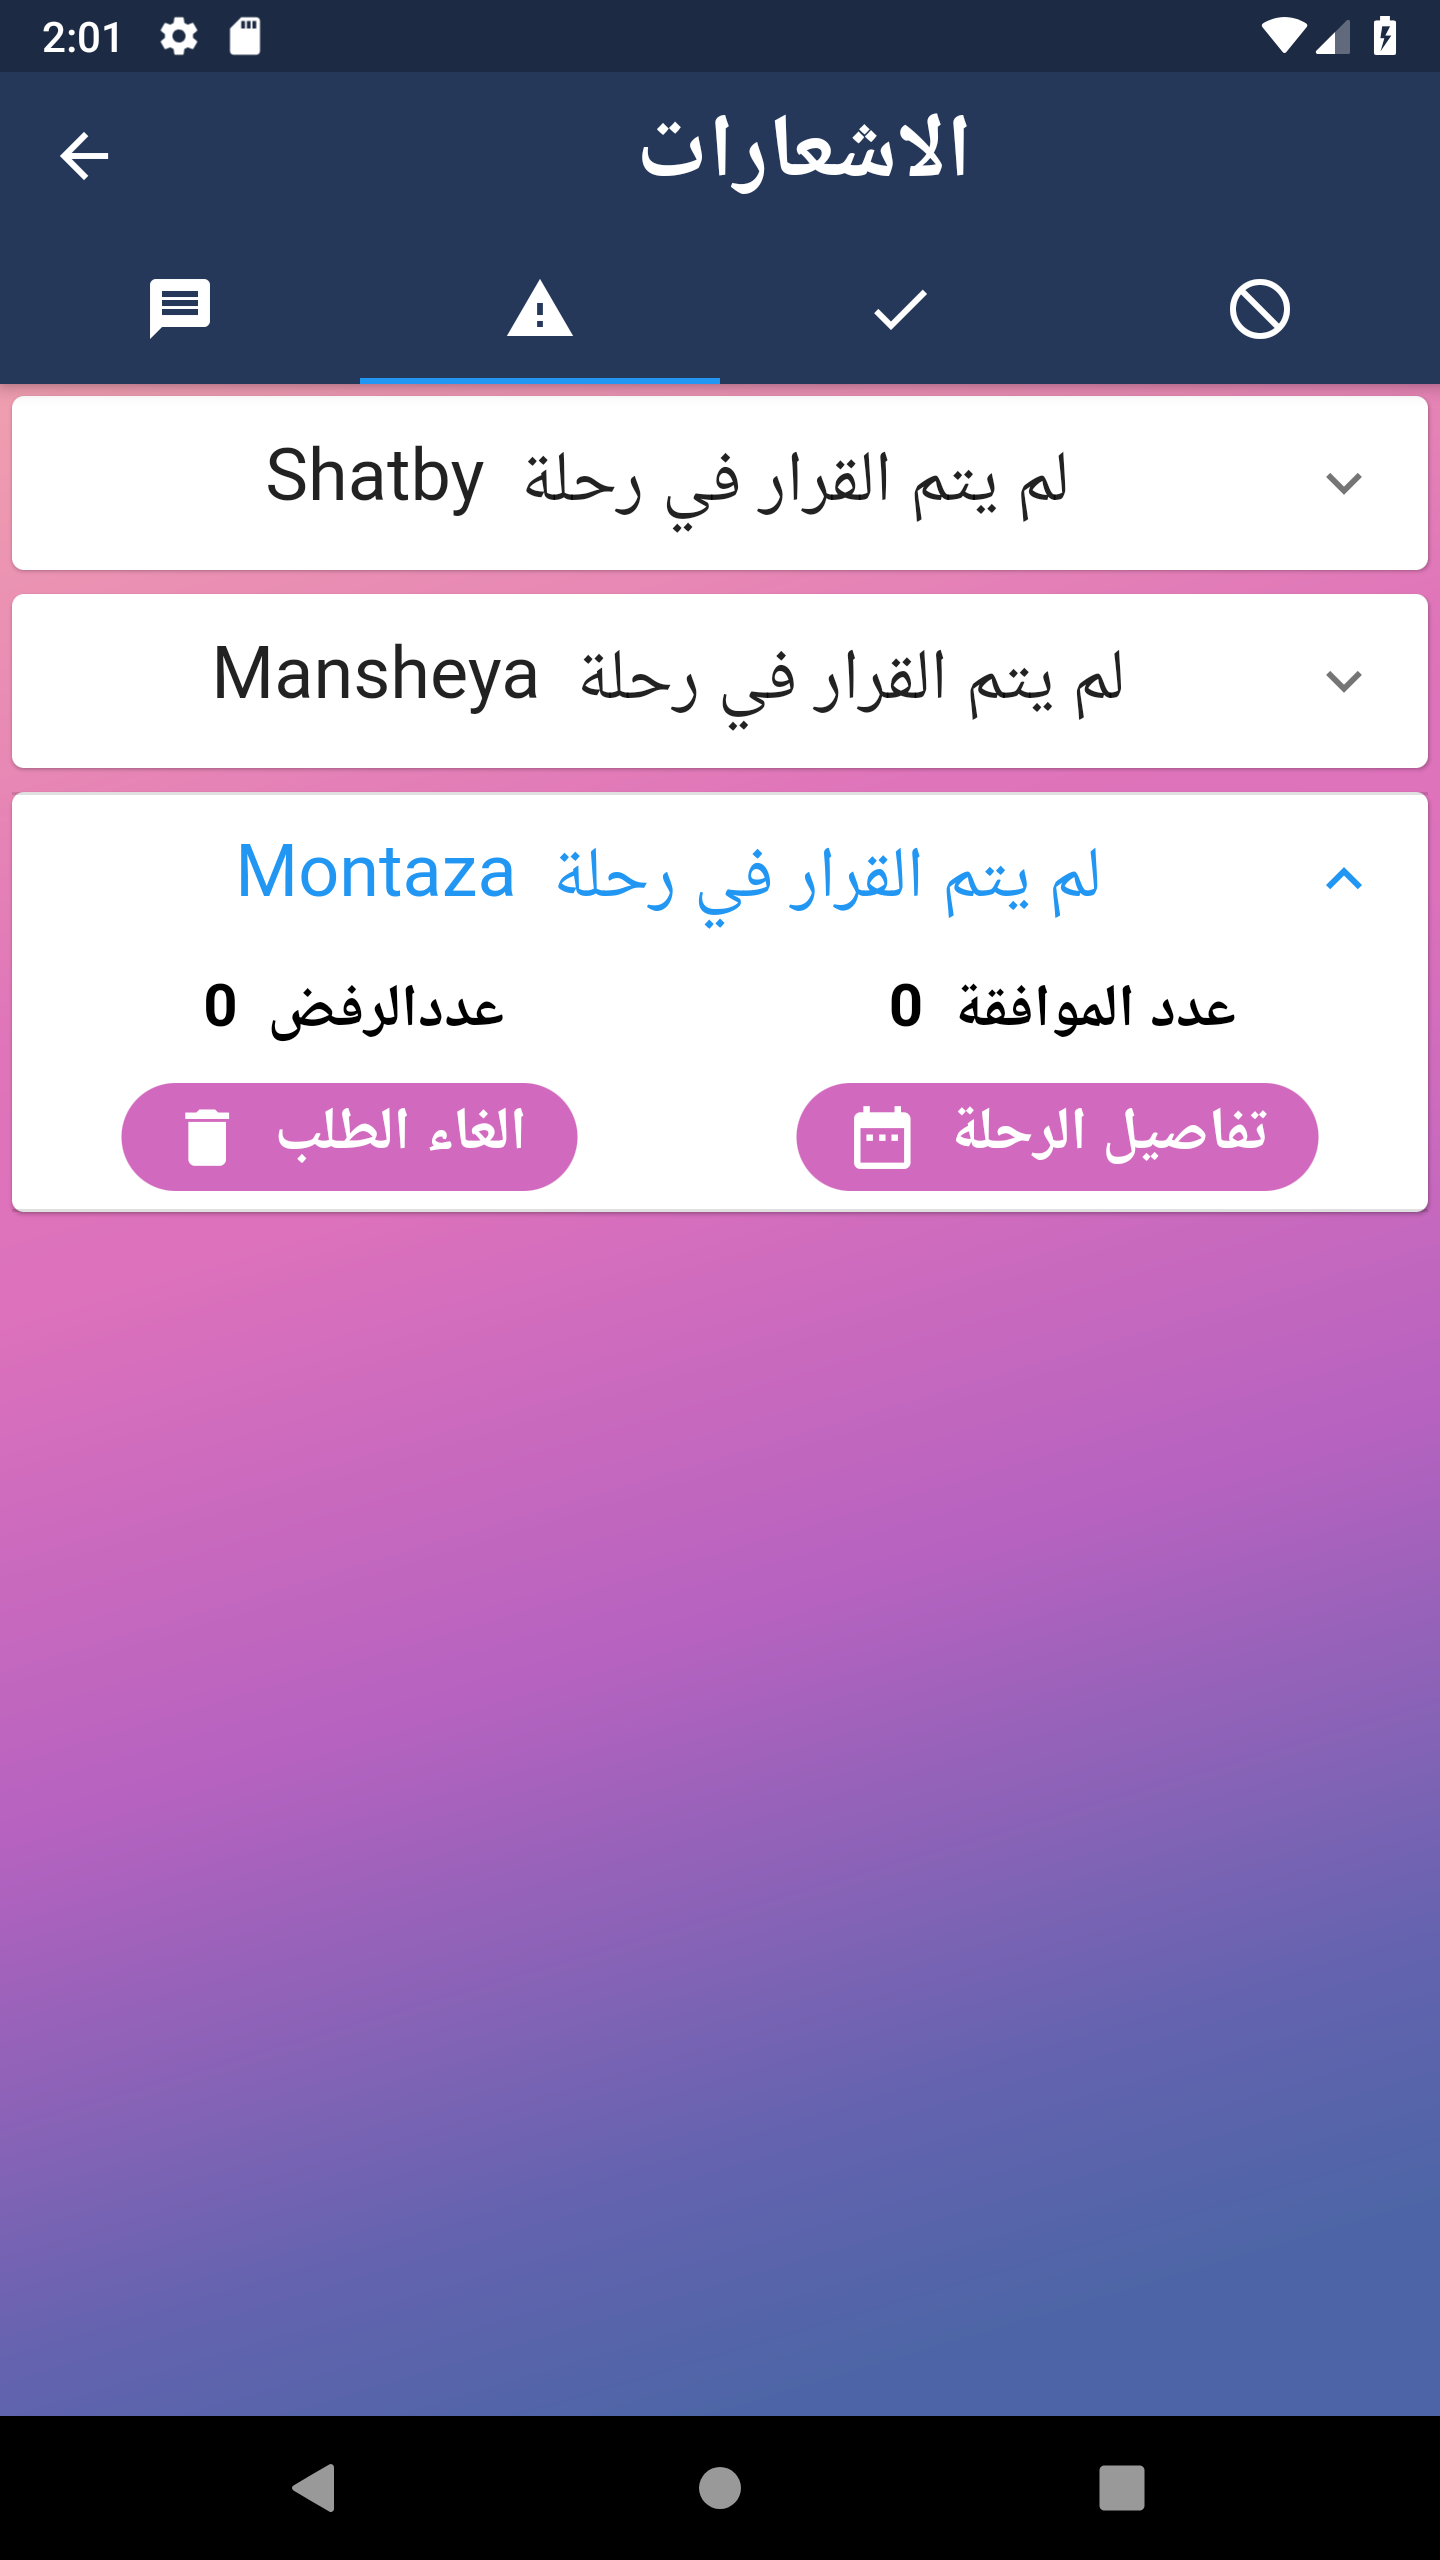 2:01
الاشعارات
لم يتم القرار في رحلة Shatby
لم يتم القرار في رحلة Mansheya
لم يتم القرار في رحلة Montaza
عدد الموافقة 0
عددالرفض 0
تفاصيل الرحلة
الغاء الطلب